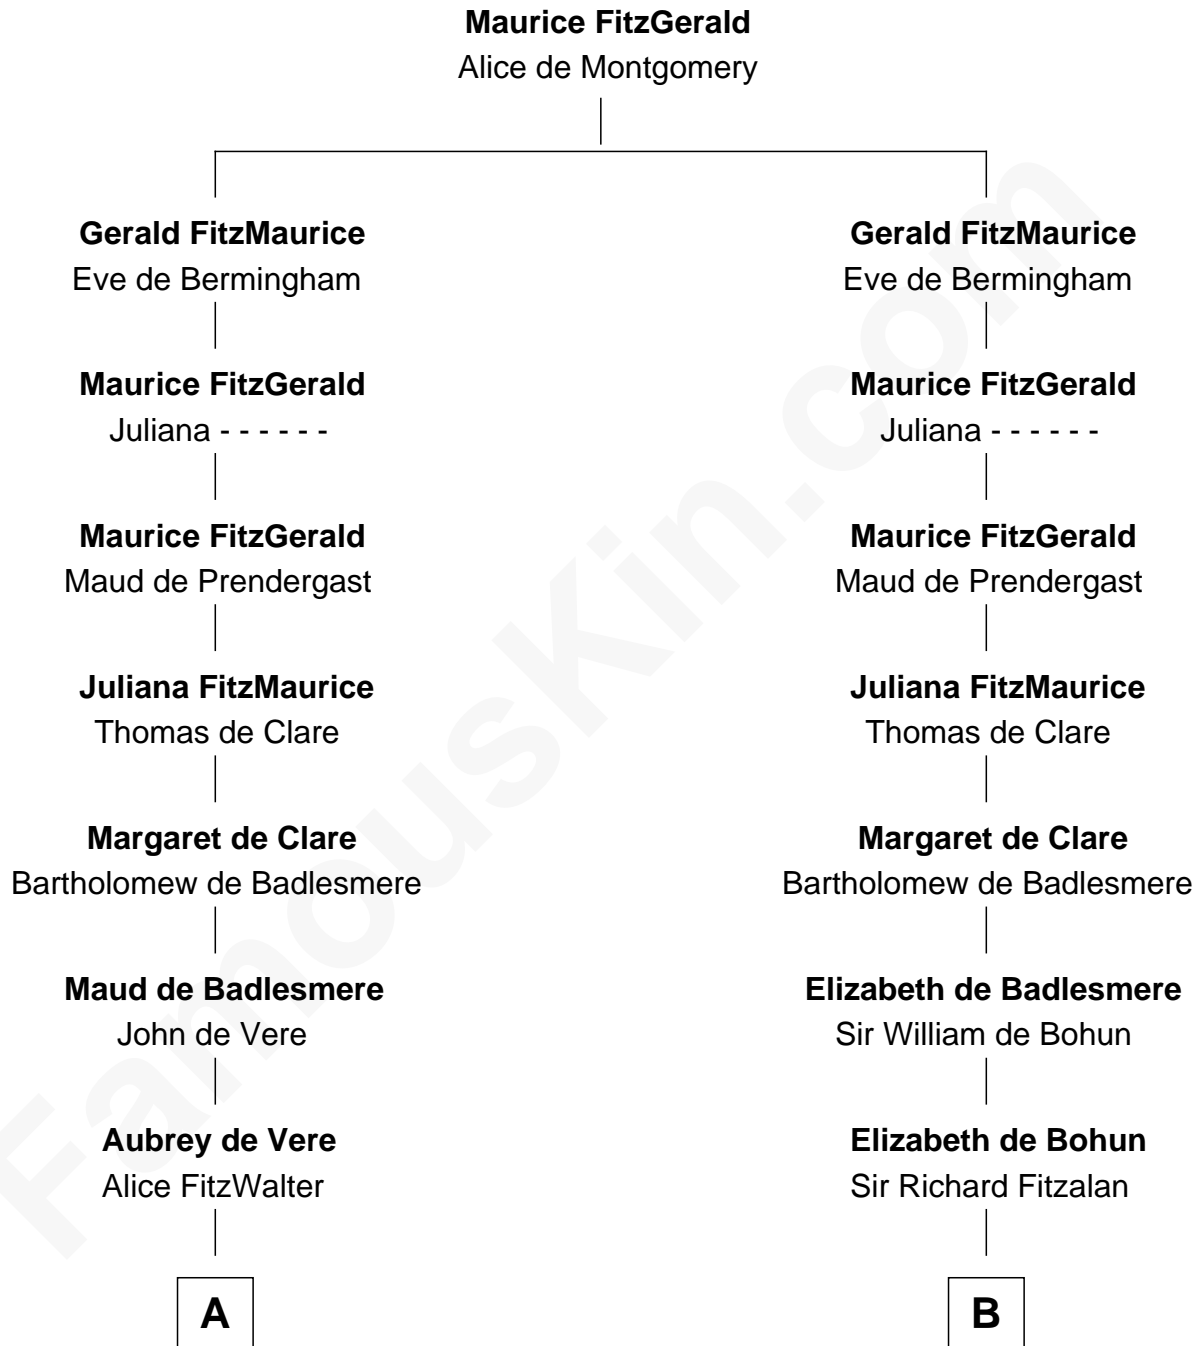 Maurice FitzGerald
Alice de Montgomery
Gerald FitzMaurice
Eve de Bermingham
Gerald FitzMaurice
Eve de Bermingham
Maurice FitzGerald
Juliana - - - - - -
Maurice FitzGerald
Juliana - - - - - -
Maurice FitzGerald
Maud de Prendergast
Maurice FitzGerald
Maud de Prendergast
Juliana FitzMaurice
Thomas de Clare
Juliana FitzMaurice
Thomas de Clare
Margaret de Clare
Bartholomew de Badlesmere
Margaret de Clare
Bartholomew de Badlesmere
Maud de Badlesmere
John de Vere
Elizabeth de Badlesmere
Sir William de Bohun
Aubrey de Vere
Alice FitzWalter
Elizabeth de Bohun
Sir Richard Fitzalan
A
B
FamousKin.com